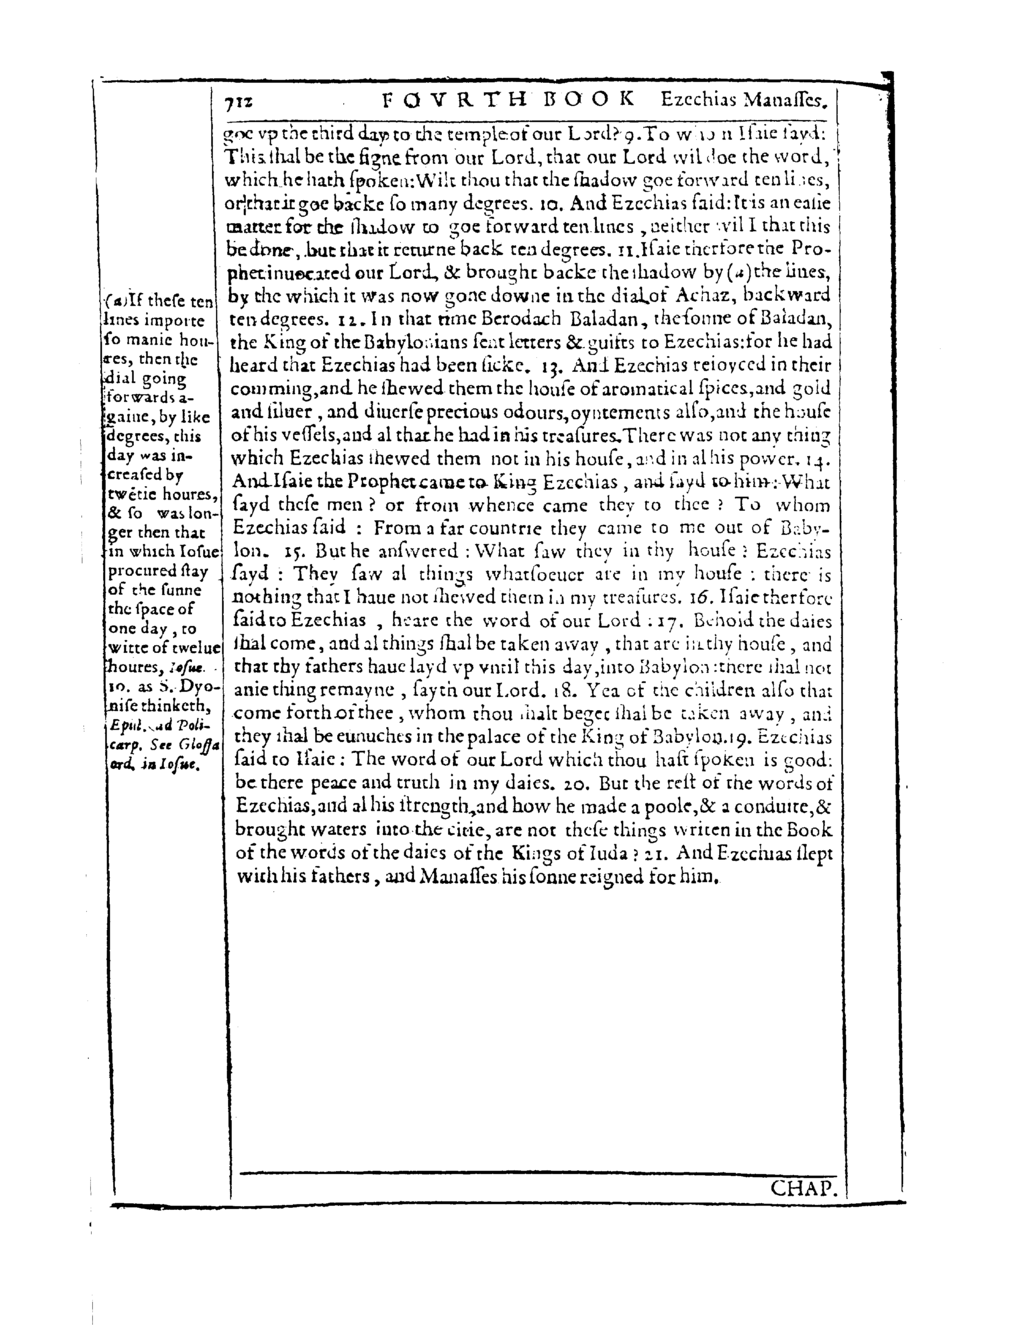 712 FOVRTH BOOK Ezechias Manasses.
goe vp the third day to the temple of our Lord? 9. To whom Isaie sayd:
This shal be the signe from our Lord, that our Lord wil doe the word,
which he hath spoken: Wilt thou that the shadow goe forward ten lines,
or that it goe backe so many degrees. 10. And Ezechias said: It is an easie
matter for the shadow to goe forward ten lines, neither wil I that this
be done, but that it returne back ten degrees. 11. Isaie therfore the Pro-
phet inuocated our Lord, & brought backe the shadow by (a) the lines,
by the which it was now gone downe in the dial of Achaz, backward
ten degrees. 12. In that time Berodach Baladan, the sonne of Baladan,
the King of the Babylonians sent letters & guifts to Ezechias: for he had
heard that Ezechias had been sicke. 13. And Ezechias reioyced in their
comming, and he shewed them the house of aromatical spices, and gold
and siluer, and diuerse precious odours, oyntements also, and the house
of his vessels, and al that he had in his treasures. There was not any thing
which Ezechias shewed them not in his house, and in al his power. 14.
And Isaie the Prophet came to King Ezechias, and sayd to him: What
sayd these men? or from whence came they to thee? To whom
Ezechias said: From a far countrie they came to me out of Baby-
lon. 15. But he answered: What saw they in thy house? Ezechias
sayd: They saw al things whatsoeuer are in my house: there is
nothing that I haue not shewed them in my treasures. 16. Isaie therfore
said to Ezechias, heare the word of our Lord: 17. Behold the daies
shal come, and al things shal be taken away, that are in thy house, and
that thy fathers haue layd vp vntil this day, into Babylon: there shal not
anie thing remayne, sayth our Lord. 18. Yea of the children also that
come forth of thee, whom thou shalt beget shal be taken away, and
they shal be eunuches in the palace of the King of Babylon. 19. Ezechias
said to Isaie: The word of our Lord which thou hast spoken is good:
be there peace and truth in my daies. 20. But the rest of the words of
Ezechias, and al his strength, and how he made a poole, & a conduite, &
brought waters into the citie, are not these things writen in the Book
of the words of the daies of the Kings of Iuda? 21. And Ezechias slept
with his fathers, and Manasses his sonne reigned for him.
(a) If these ten
lines importe
so manie hou-
res, then the
dial going
forwards a-
gaine, by like
degrees, this
day was in-
creased by
twētie houres,
& so was lon-
ger then that
in which Iosue
procured stay
of the sunne
the space of
one day, to
witte of twelue
houres, Iosue.
10. as S. Dyo-
nise thinketh,
Epist. ad Poli-
carp. See Glossa
ord. in Iosue.
CHAP.